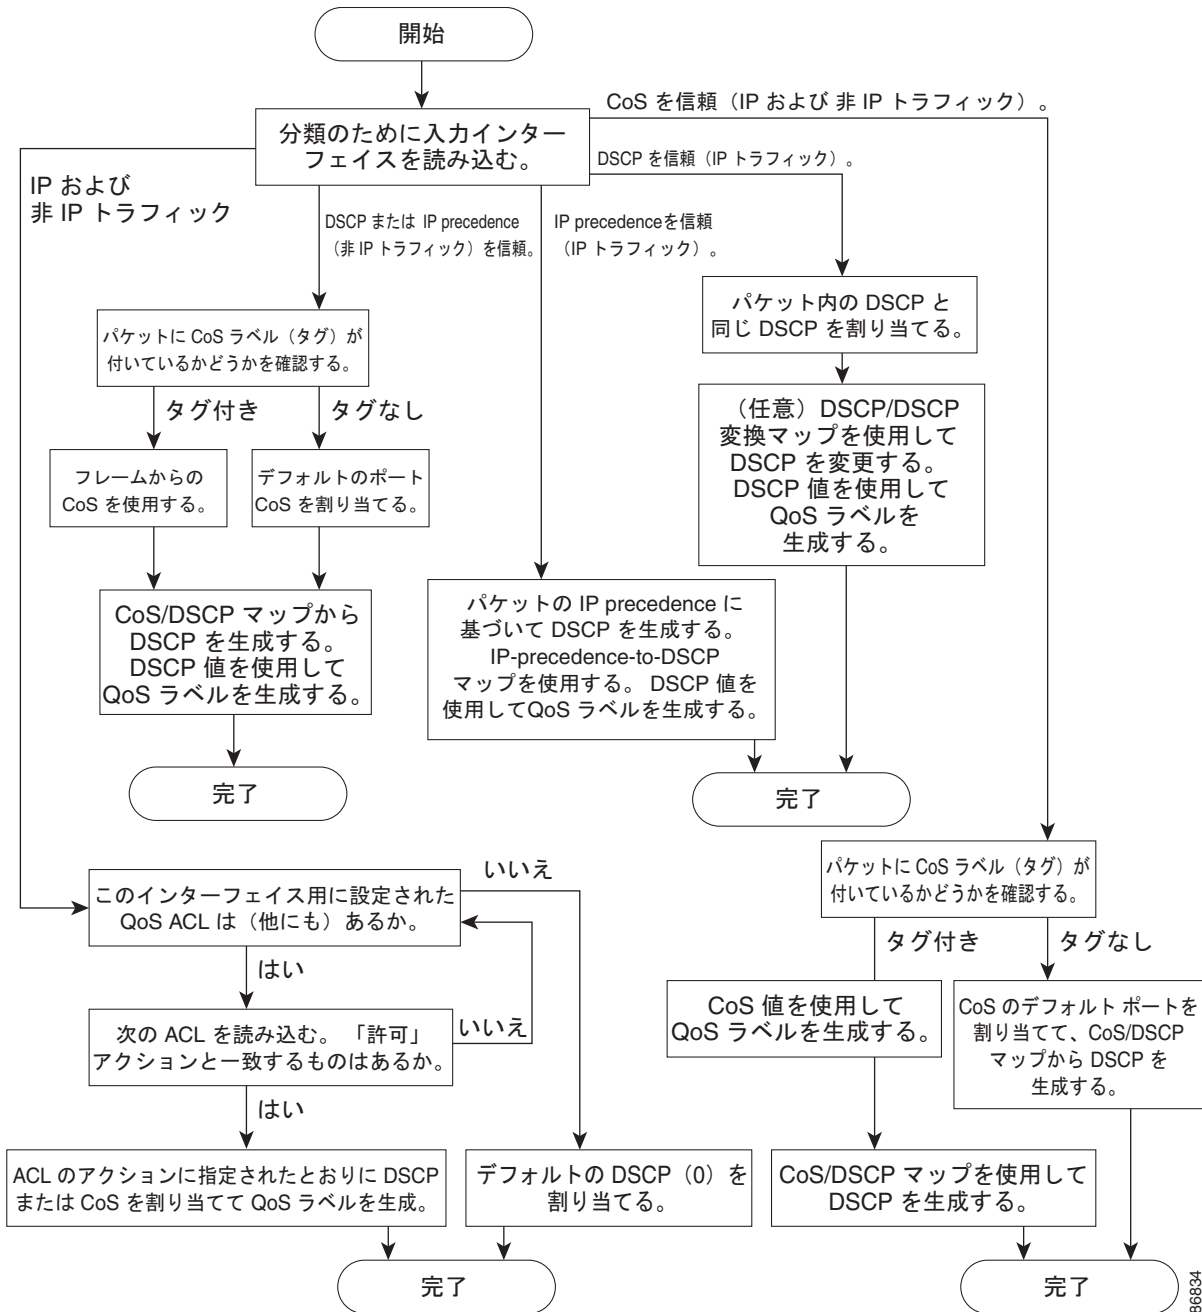 開始
CoS を信頼（IP および 非 IP トラフィック）。
分類のために入力インター
フェイスを読み込む。
DSCP を信頼（IP トラフィック）。
IP および
非 IP トラフィック
DSCP または IP precedence
（非 IP トラフィック）を信頼。
IP precedenceを信頼
（IP トラフィック）。
パケット内の DSCP と
同じ DSCP を割り当てる。
パケットに CoS ラベル（タグ）が
付いているかどうかを確認する。
タグ付き
タグなし
（任意）DSCP/DSCP
変換マップを使用して
DSCP を変更する。
DSCP 値を使用して
QoS ラベルを
生成する。
フレームからの
CoS を使用する。
デフォルトのポート
CoS を割り当てる。
CoS/DSCP マップから
DSCP を生成する。
DSCP 値を使用して
QoS ラベルを生成する。
パケットの IP precedence に
基づいて DSCP を生成する。
IP-precedence-to-DSCP
マップを使用する。 DSCP 値を
使用してQoS ラベルを生成する。
完了
完了
パケットに CoS ラベル（タグ）が
付いているかどうかを確認する。
いいえ
このインターフェイス用に設定された
QoS ACL は（他にも）あるか。
タグ付き
タグなし
はい
CoS 値を使用して
QoS ラベルを生成する。
CoS のデフォルト ポートを
割り当てて、CoS/DSCP
マップから DSCP を
生成する。
次の ACL を読み込む。 「許可」
アクションと一致するものはあるか。
いいえ
はい
ACL のアクションに指定されたとおりに DSCP
または CoS を割り当てて QoS ラベルを生成。
デフォルトの DSCP（0）を
割り当てる。
CoS/DSCP マップを使用して
DSCP を生成する。
完了
完了
86834